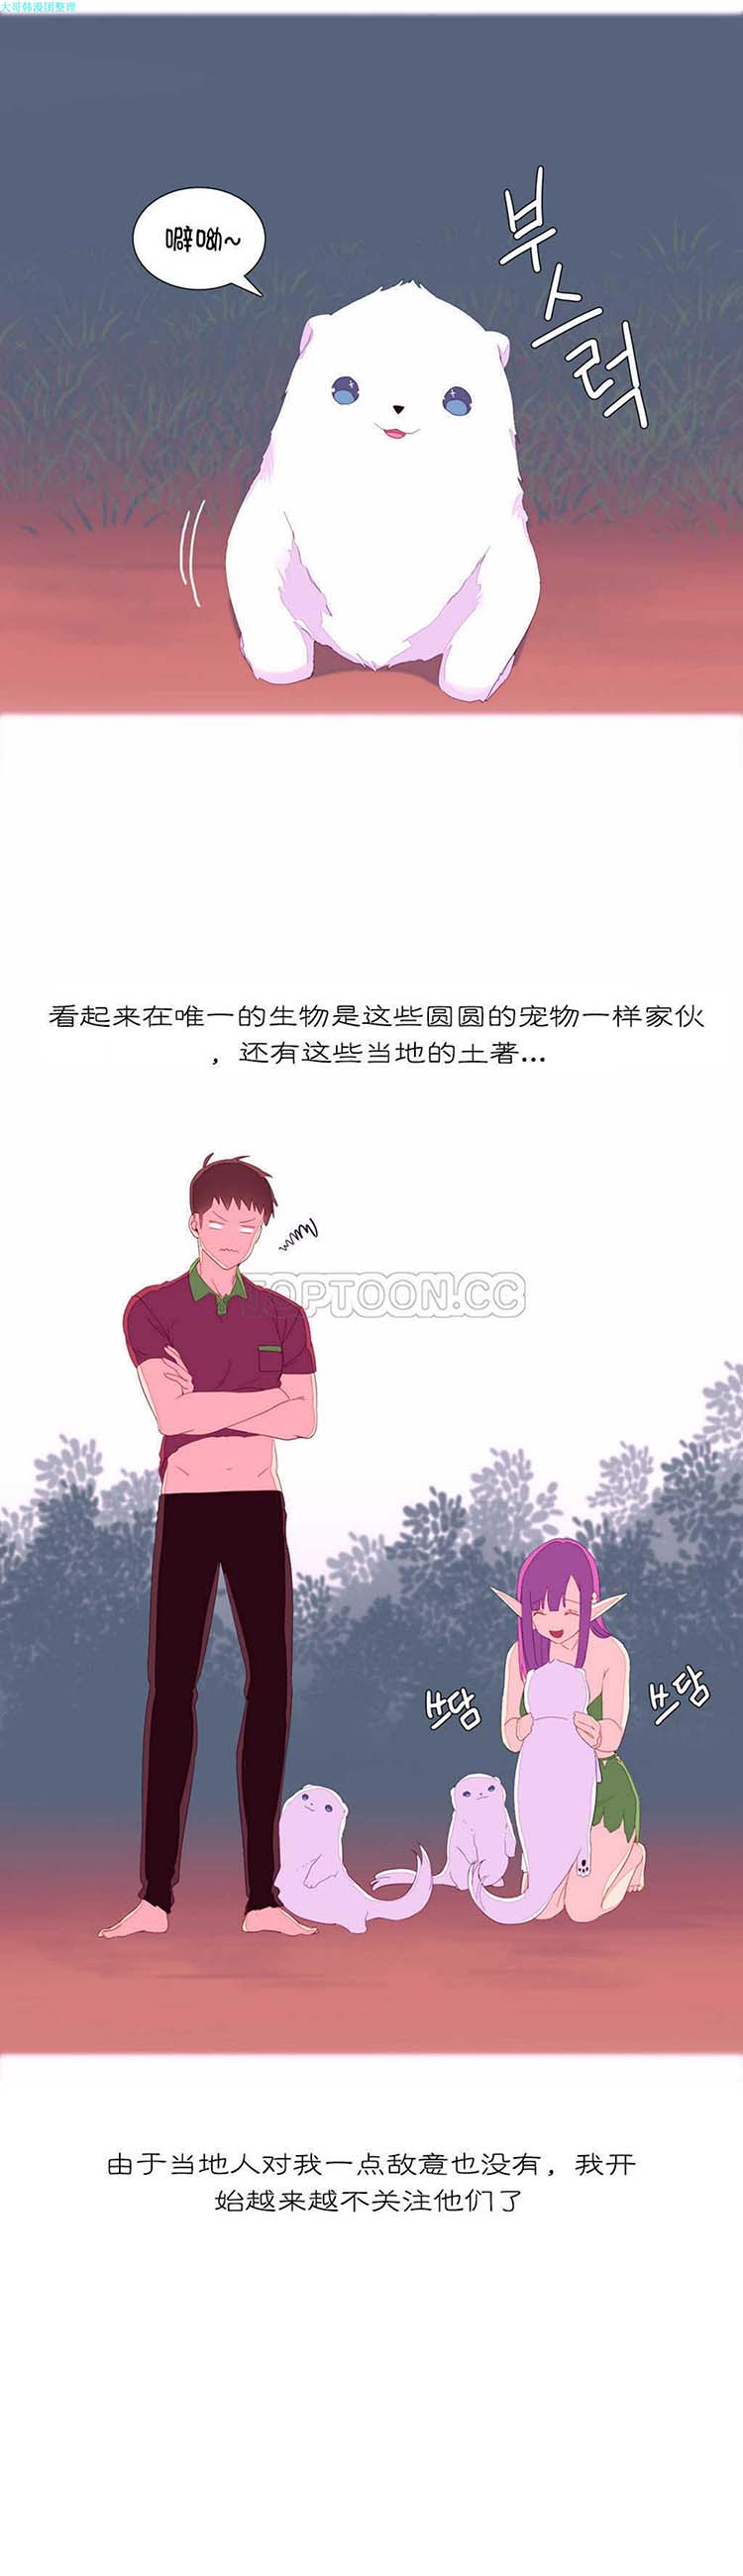 大哥韩漫团整理
噼呦~
부스럭
看起来在唯一的生物是这些圆圆的宠物一样家伙
，还有这些当地的土著...
TOPTOON.CC
쓰담
쓰담
由于当地人对我一点敌意也没有，我开
始越来越不关注他们了